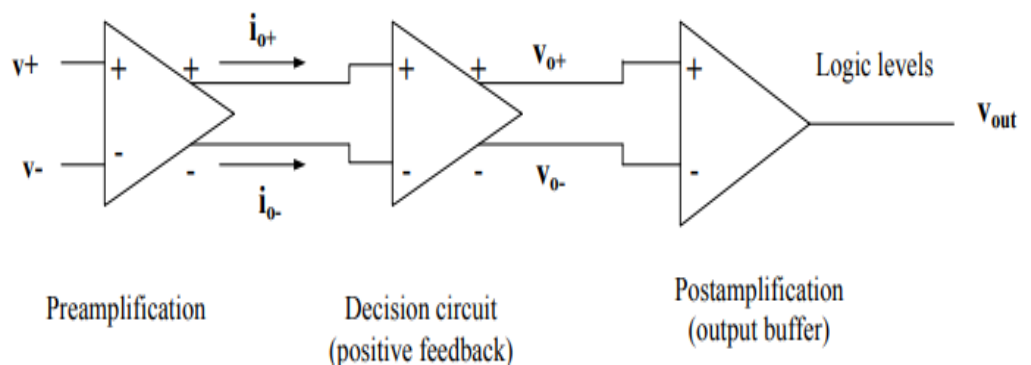 v+
v-
+
-
+
-
i₀₊
i₀₋
+
-
+
-
v₀₊
v₀₋
+
-
Logic levels
vout
Preamplification
Decision circuit
(positive feedback)
Postamplification
(output buffer)